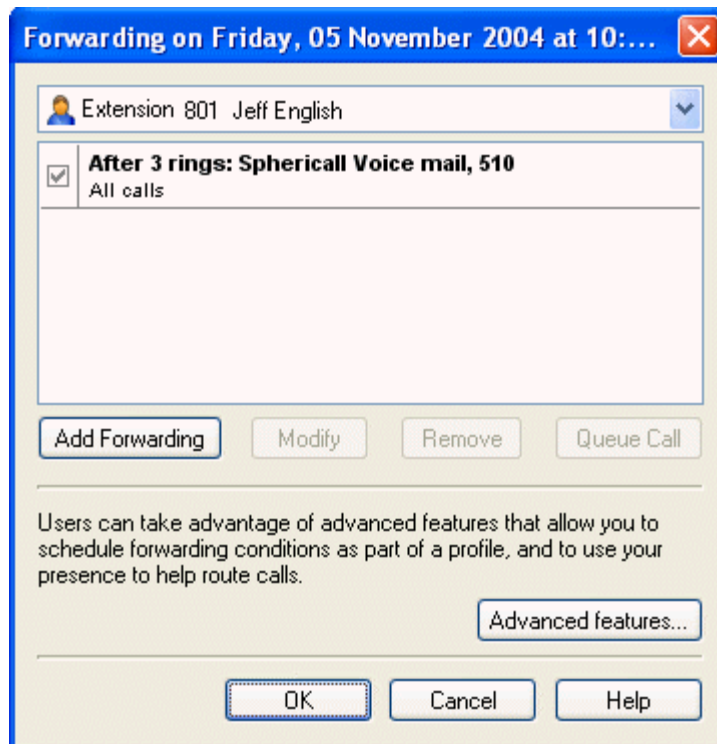 Forwarding on Friday, 05 November 2004 at 10:...
Extension 801 Jeff English
After 3 rings: Sphericall Voice mail, 510
All calls
Add Forwarding Modify Remove Queue Call
Users can take advantage of advanced features that allow you to
schedule forwarding conditions as part of a profile, and to use your
presence to help route calls.
Advanced features...
OK Cancel Help